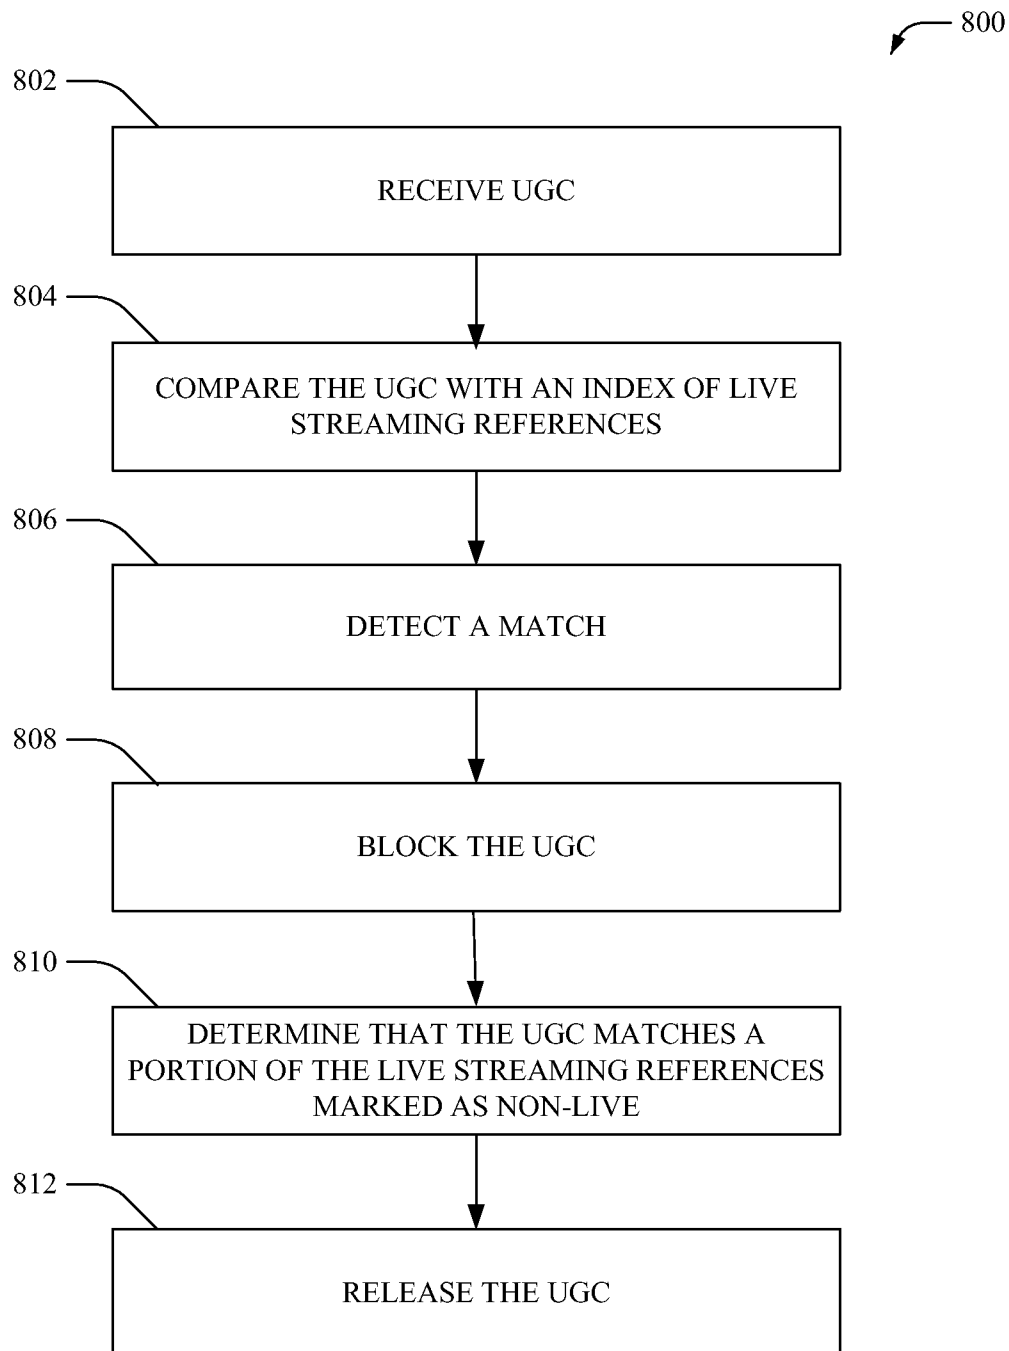 800
802
RECEIVE UGC
804
COMPARE THE UGC WITH AN INDEX OF LIVE
STREAMING REFERENCES
806
DETECT A MATCH
808
BLOCK THE UGC
810
DETERMINE THAT THE UGC MATCHES A
PORTION OF THE LIVE STREAMING REFERENCES
MARKED AS NON-LIVE
812
RELEASE THE UGC